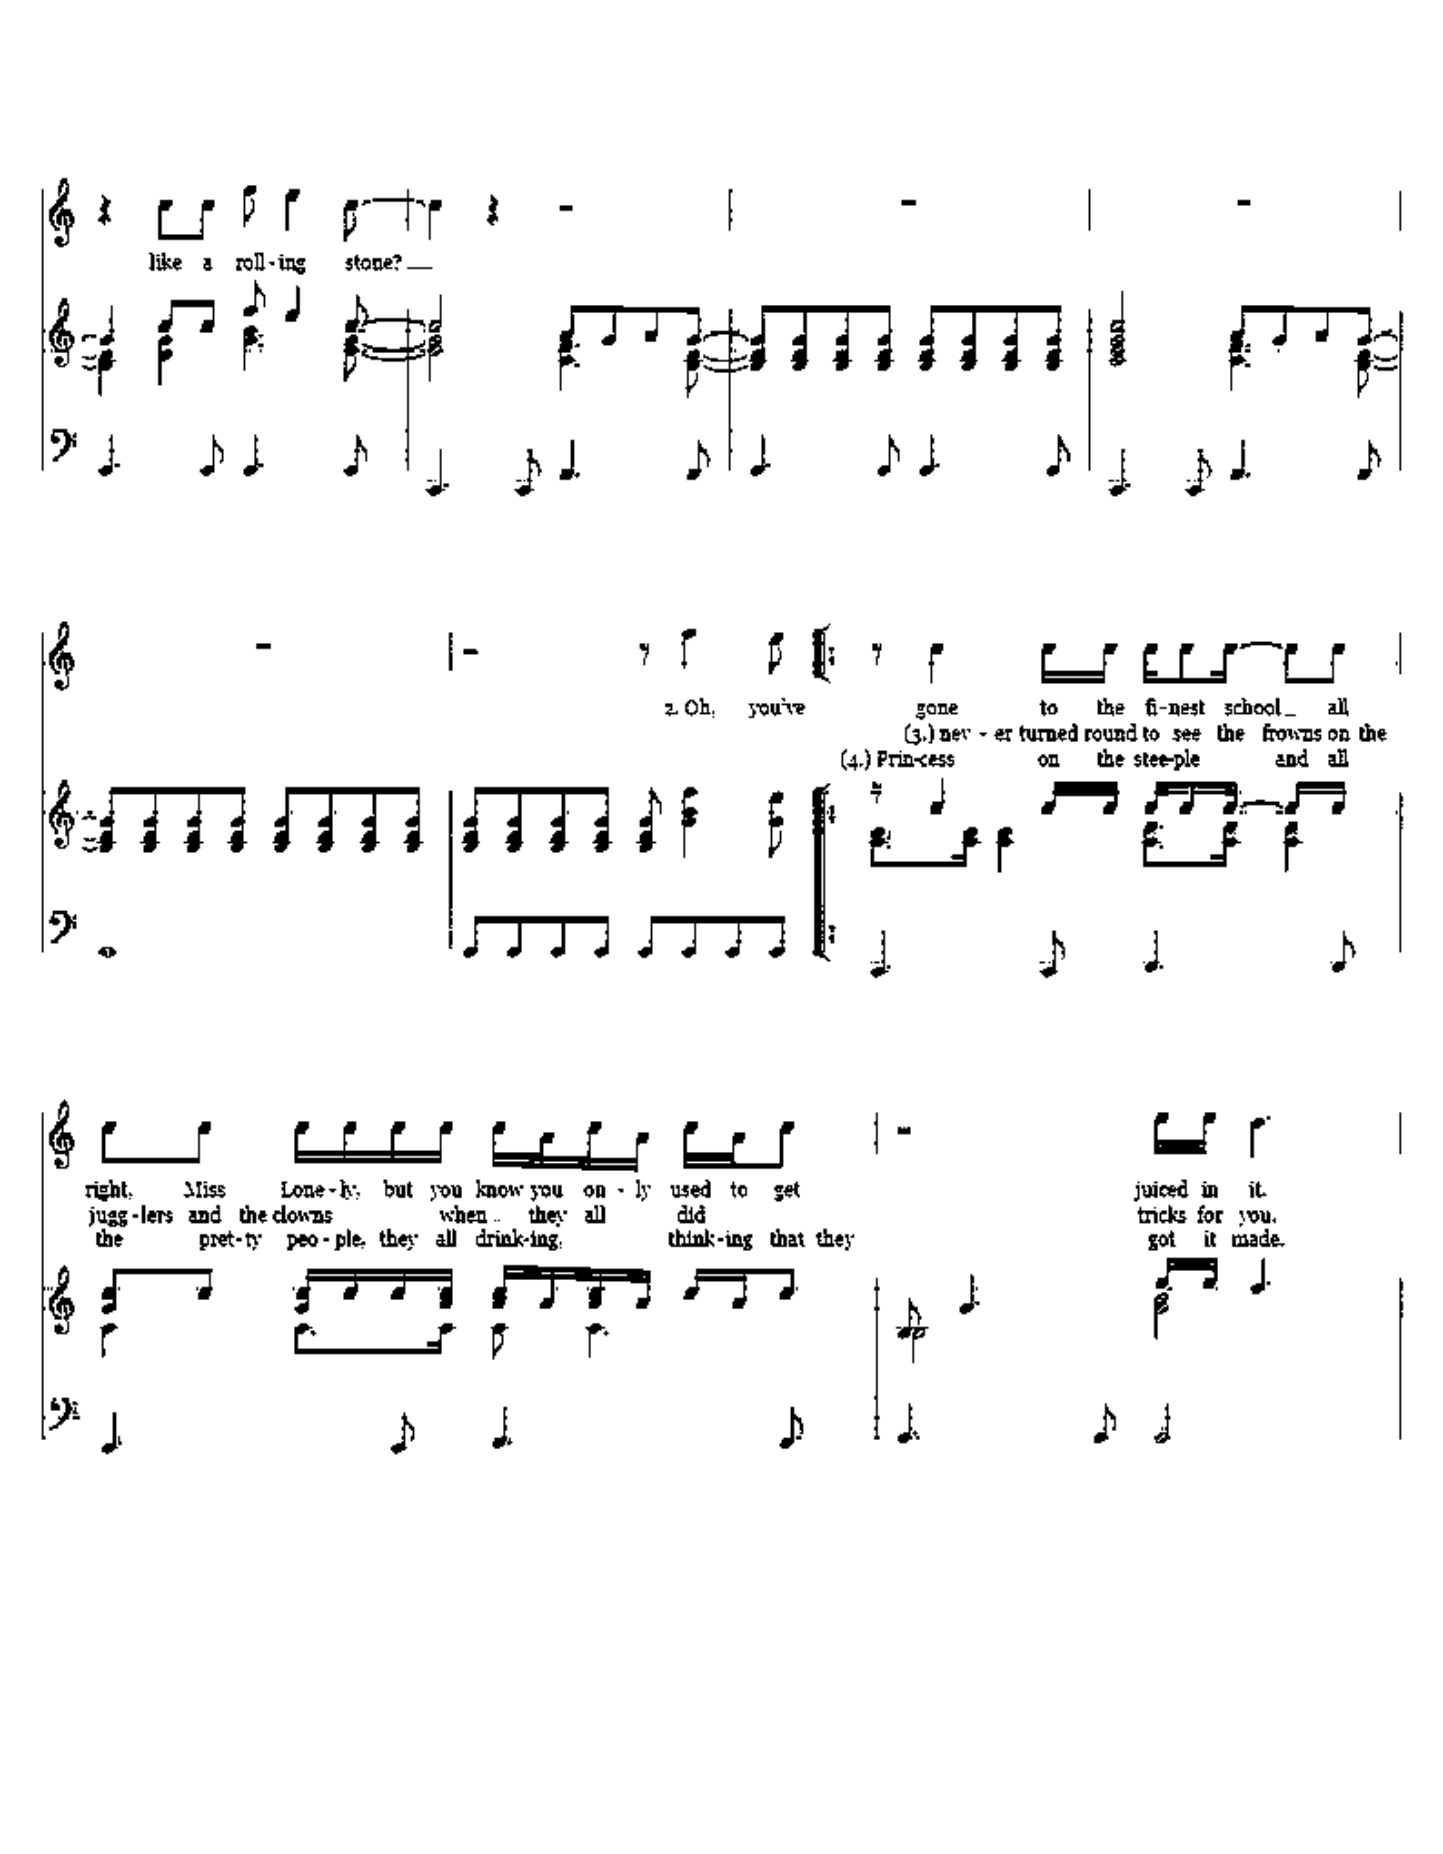 like a roll-ing stone?
2. Oh, you've gone to the fi-nest school_ all
(3.) nev - er turned round to see the frowns on the
(4.) Prin-cess on the stee-ple and all
right, Miss Lone-ly, but you know you on - ly used to get juiced in it.
jugg-lers and the clowns when they all did tricks for you.
the pret-ty peo-ple, they all drink-ing, think-ing that they got it made.